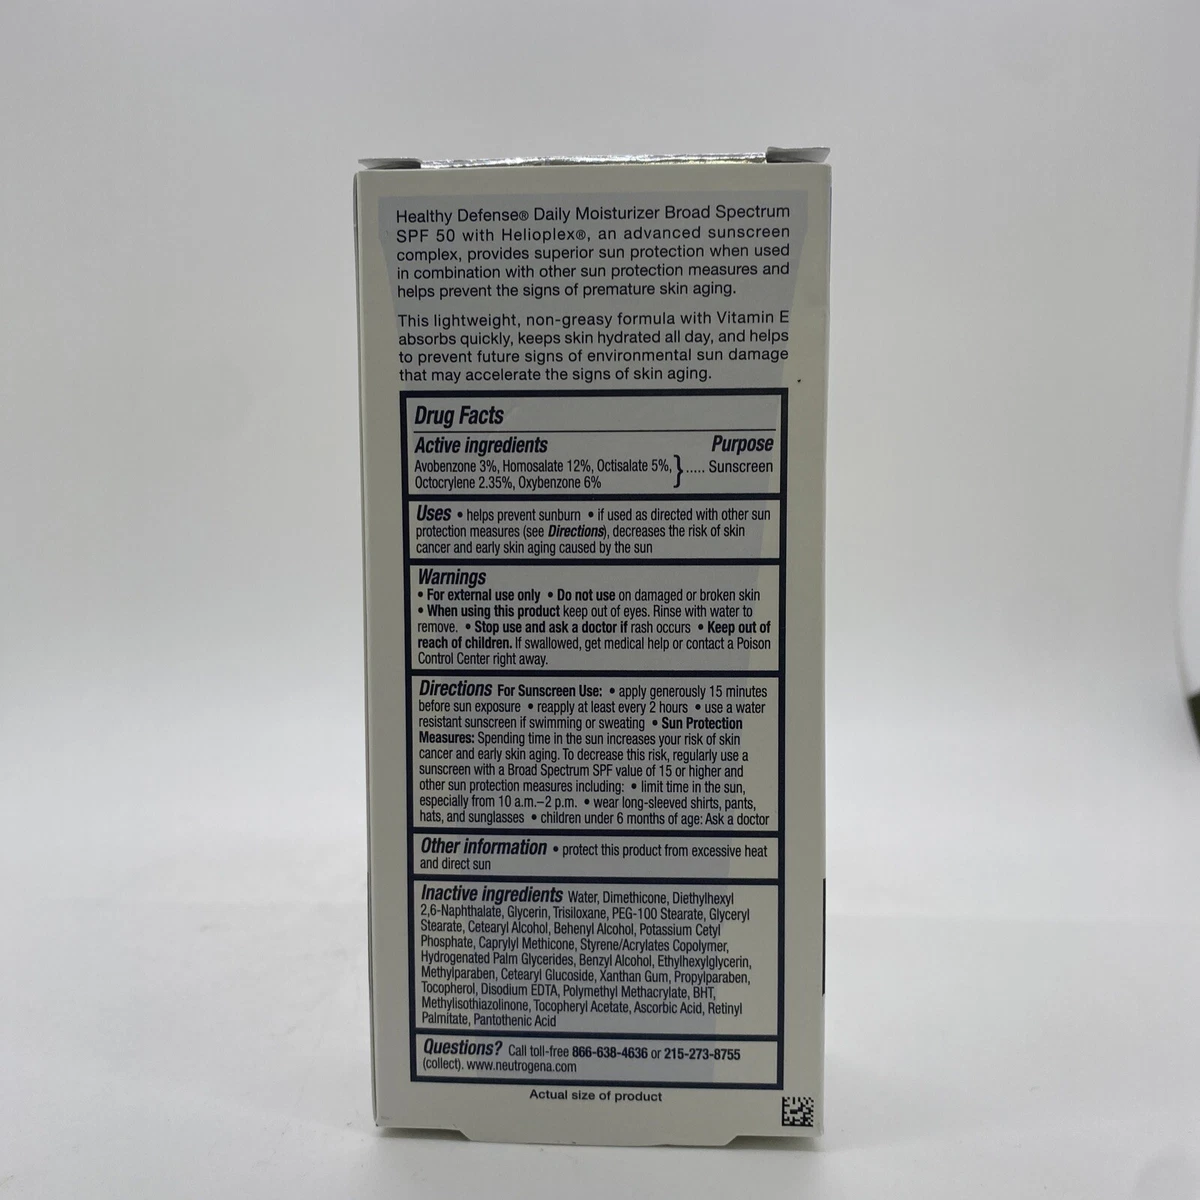 Healthy Defense® Daily Moisturizer Broad Spectrum
SPF 50 with Helioplex®, an advanced sunscreen
complex, provides superior sun protection when used
in combination with other sun protection measures and
helps prevent the signs of premature skin aging.
This lightweight, non-greasy formula with Vitamin E
absorbs quickly, keeps skin hydrated all day, and helps
to prevent future signs of environmental sun damage
that may accelerate the signs of skin aging.
Drug Facts
Active ingredients Purpose
Avobenzone 3%, Homosalate 12%, Octisalate 5%, } ..... Sunscreen
Octocrylene 2.35%, Oxybenzone 6%
Uses • helps prevent sunburn • if used as directed with other sun
protection measures (see Directions), decreases the risk of skin
cancer and early skin aging caused by the sun
Warnings
• For external use only • Do not use on damaged or broken skin
• When using this product keep out of eyes. Rinse with water to
remove. • Stop use and ask a doctor if rash occurs • Keep out of
reach of children. If swallowed, get medical help or contact a Poison
Control Center right away.
Directions For Sunscreen Use: • apply generously 15 minutes
before sun exposure • reapply at least every 2 hours • use a water
resistant sunscreen if swimming or sweating • Sun Protection
Measures: Spending time in the sun increases your risk of skin
cancer and early skin aging. To decrease this risk, regularly use a
sunscreen with a Broad Spectrum SPF value of 15 or higher and
other sun protection measures including: • limit time in the sun,
especially from 10 a.m.–2 p.m. • wear long-sleeved shirts, pants,
hats, and sunglasses • children under 6 months of age: Ask a doctor
Other information • protect this product from excessive heat
and direct sun
Inactive ingredients Water, Dimethicone, Diethylhexyl
2,6-Naphthalate, Glycerin, Trisiloxane, PEG-100 Stearate, Glyceryl
Stearate, Cetearyl Alcohol, Behenyl Alcohol, Potassium Cetyl
Phosphate, Caprylyl Methicone, Styrene/Acrylates Copolymer,
Hydrogenated Palm Glycerides, Benzyl Alcohol, Ethylhexylglycerin,
Methylparaben, Cetearyl Glucoside, Xanthan Gum, Propylparaben,
Tocopherol, Disodium EDTA, Polymethyl Methacrylate, BHT,
Methylisothiazolinone, Tocopheryl Acetate, Ascorbic Acid, Retinyl
Palmitate, Pantothenic Acid
Questions? Call toll-free 866-638-4636 or 215-273-8755
(collect). www.neutrogena.com
Actual size of product